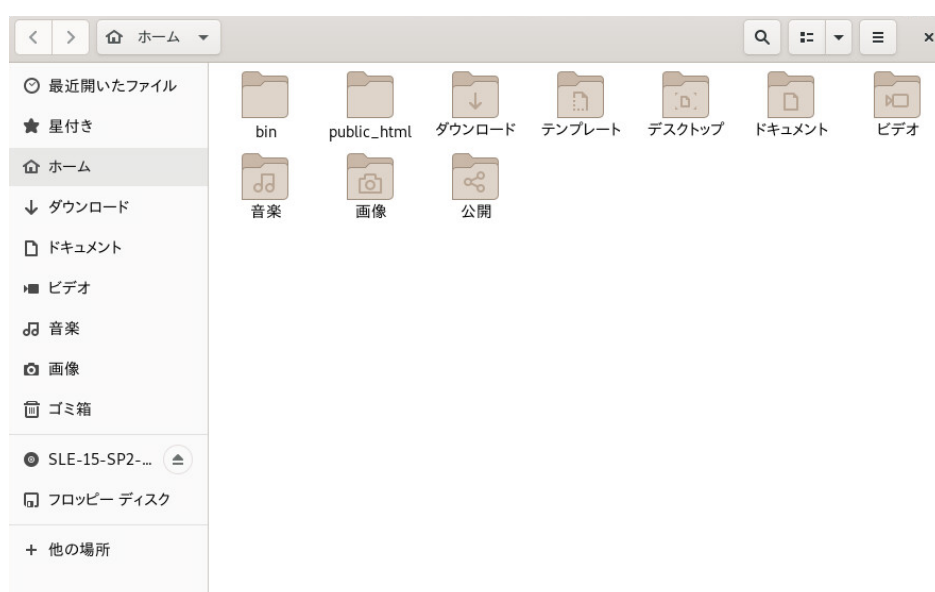 ホーム
最近開いたファイル
星付き
ホーム
ダウンロード
ドキュメント
ビデオ
音楽
画像
ゴミ箱
SLE-15-SP2-...
フロッピー ディスク
他の場所
bin public_html ダウンロード テンプレート デスクトップ ドキュメント ビデオ
音楽 画像 公開